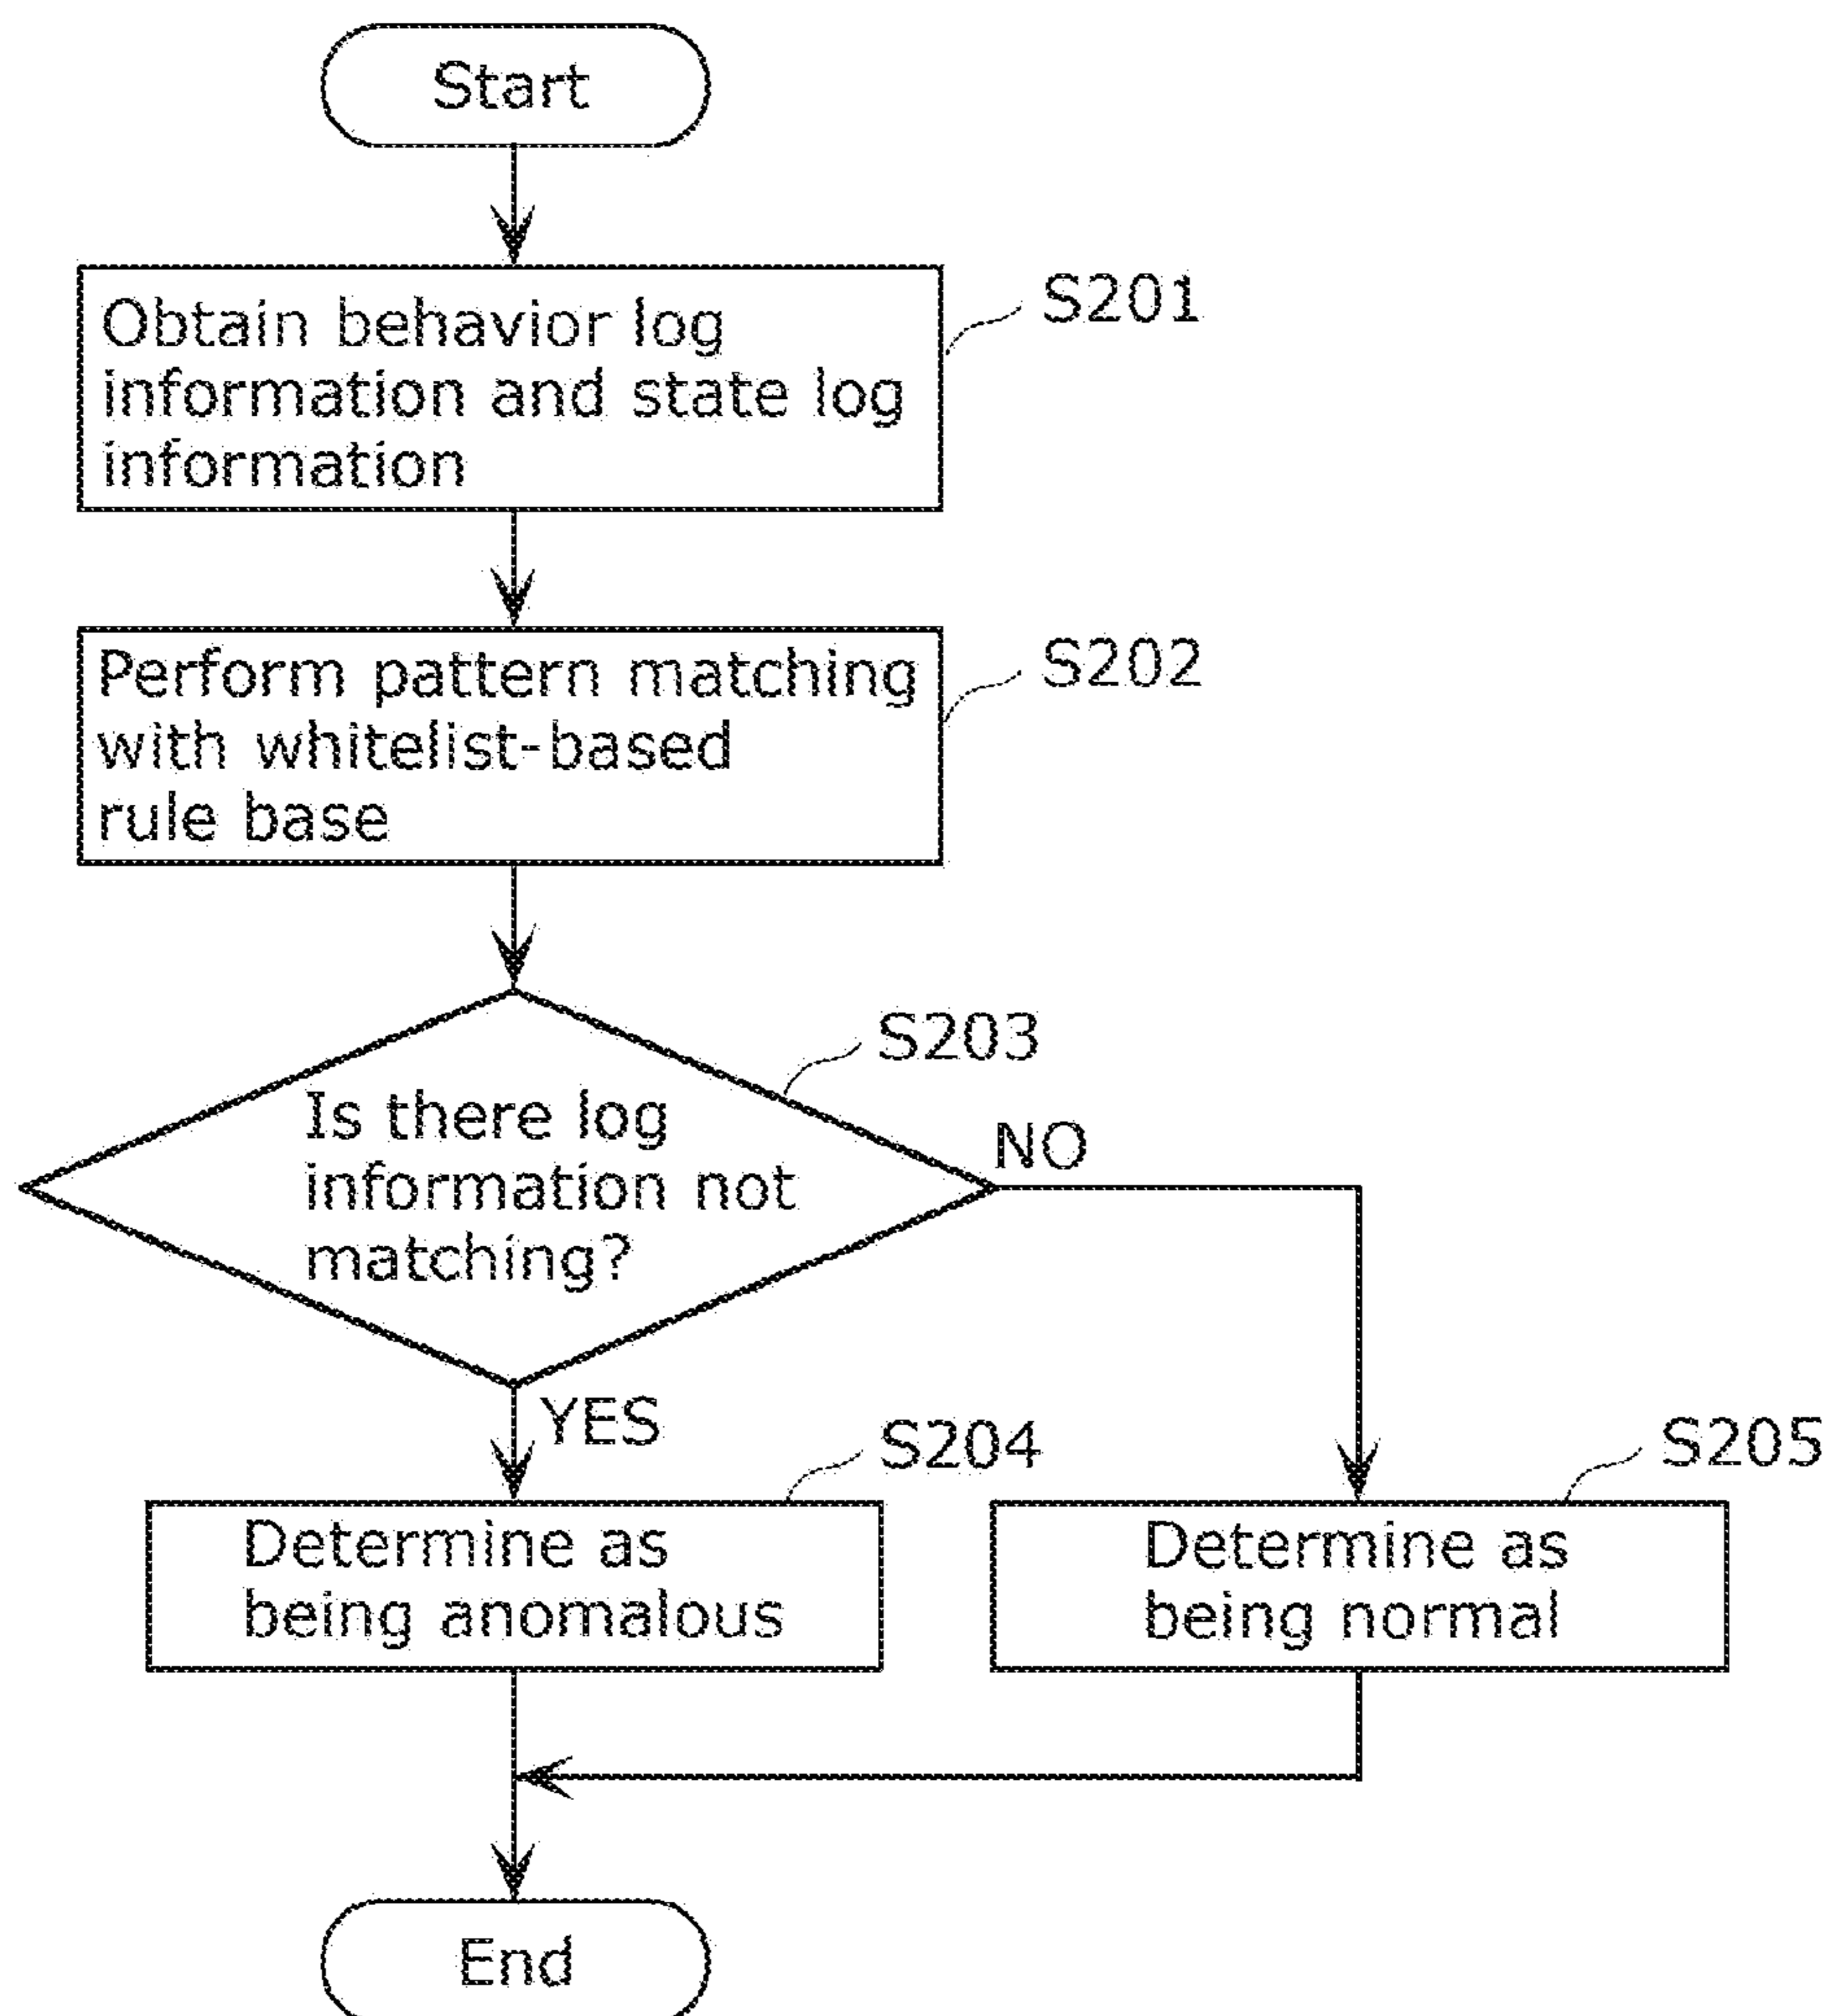 Start
Obtain behavior log
information and state log
information
S201
Perform pattern matching
with whitelist-based
rule base
S202
Is there log
information not
matching?
S203
NO
YES
S204
Determine as
being anomalous
S205
Determine as
being normal
End